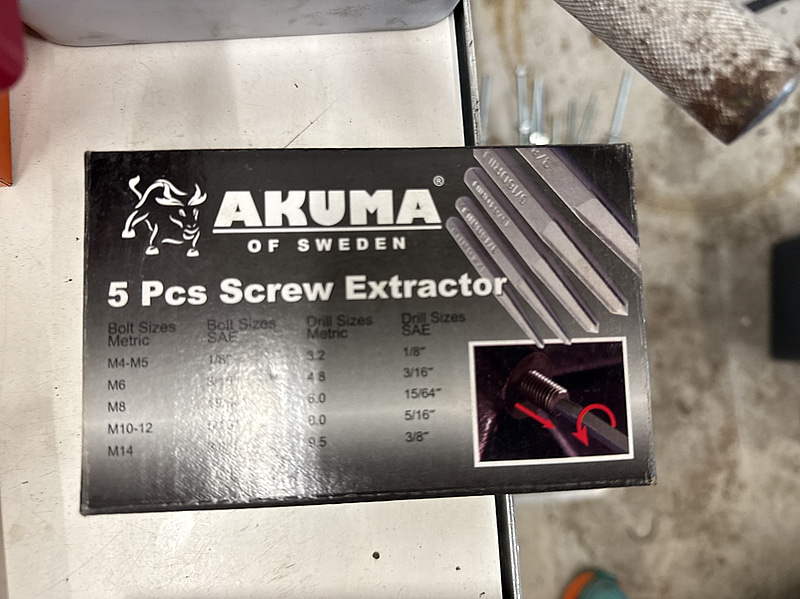 AKUMA®
OF SWEDEN
5 Pcs Screw Extractor
Bolt Sizes Metric Bolt Sizes SAE Drill Sizes Metric Drill Sizes SAE
M4-M5 1/8" 3.2 1/8"
M6 4.8 3/16"
M8 6.0 15/64"
M10-12 8.0 5/16"
M14 9.5 3/8"